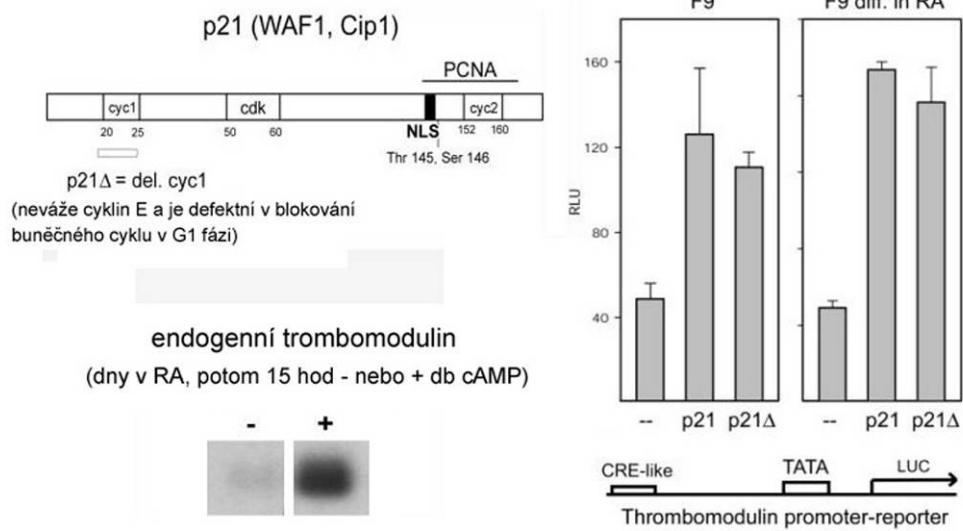 p21 (WAF1, Cip1)
PCNA
cyc1
cdk
cyc2
20 25 50 60 NLS 152 160
Thr 145, Ser 146
p21Δ = del. cyc1
(neváže cyklin E a je defektní v blokování
buněčného cyklu v G1 fázi)
endogenní trombomodulin
(dny v RA, potom 15 hod - nebo + db cAMP)
- +
F9
F9 diff. in RA
160
120
80
40
RLU
-- p21 p21Δ
-- p21 p21Δ
CRE-like TATA LUC
Thrombomodulin promoter-reporter